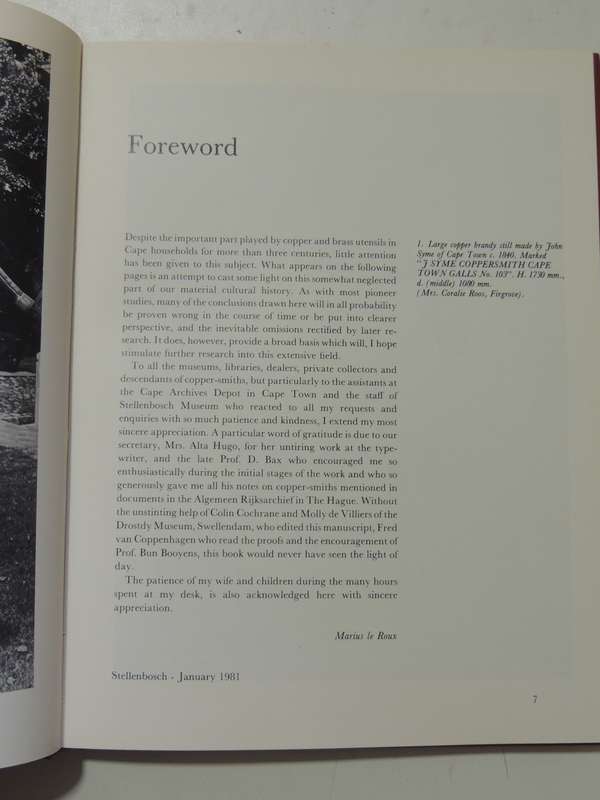 Foreword
Despite the important part played by copper and brass utensils in
Cape households for more than three centuries, little attention
has been given to this subject. What appears on the following
pages is an attempt to cast some light on this somewhat neglected
part of our material cultural history. As with most pioneer
studies, many of the conclusions drawn here will in all probability
be proven wrong in the course of time or be put into clearer
perspective, and the inevitable omissions rectified by later re-
search. It does, however, provide a broad basis which will, I hope
stimulate further research into this extensive field.
To all the museums, libraries, dealers, private collectors and
descendants of copper-smiths, but particularly to the assistants at
the Cape Archives Depot in Cape Town and the staff of
Stellenbosch Museum who reacted to all my requests and
enquiries with so much patience and kindness, I extend my most
sincere appreciation. A particular word of gratitude is due to our
secretary, Mrs. Alta Hugo, for her untiring work at the type-
writer, and the late Prof. D. Bax who encouraged me so
enthusiastically during the initial stages of the work and who so
generously gave me all his notes on copper-smiths mentioned in
documents in the Algemeen Rijksarchief in The Hague. Without
the unstinting help of Colin Cochrane and Molly de Villiers of the
Drostdy Museum, Swellendam, who edited this manuscript, Fred
van Coppenhagen who read the proofs and the encouragement of
Prof. Bun Booyens, this book would never have seen the light of
day.
The patience of my wife and children during the many hours
spent at my desk, is also acknowledged here with sincere
appreciation.
Marius le Roux
Stellenbosch - January 1981
1. Large copper brandy still made by John
Syme of Cape Town c. 1840. Marked
"J SYME COPPERSMITH CAPE
TOWN GALLS No. 103". H. 1730 mm.,
d. (middle) 1080 mm.
(Mrs. Coralie Roos, Firgrove).
7